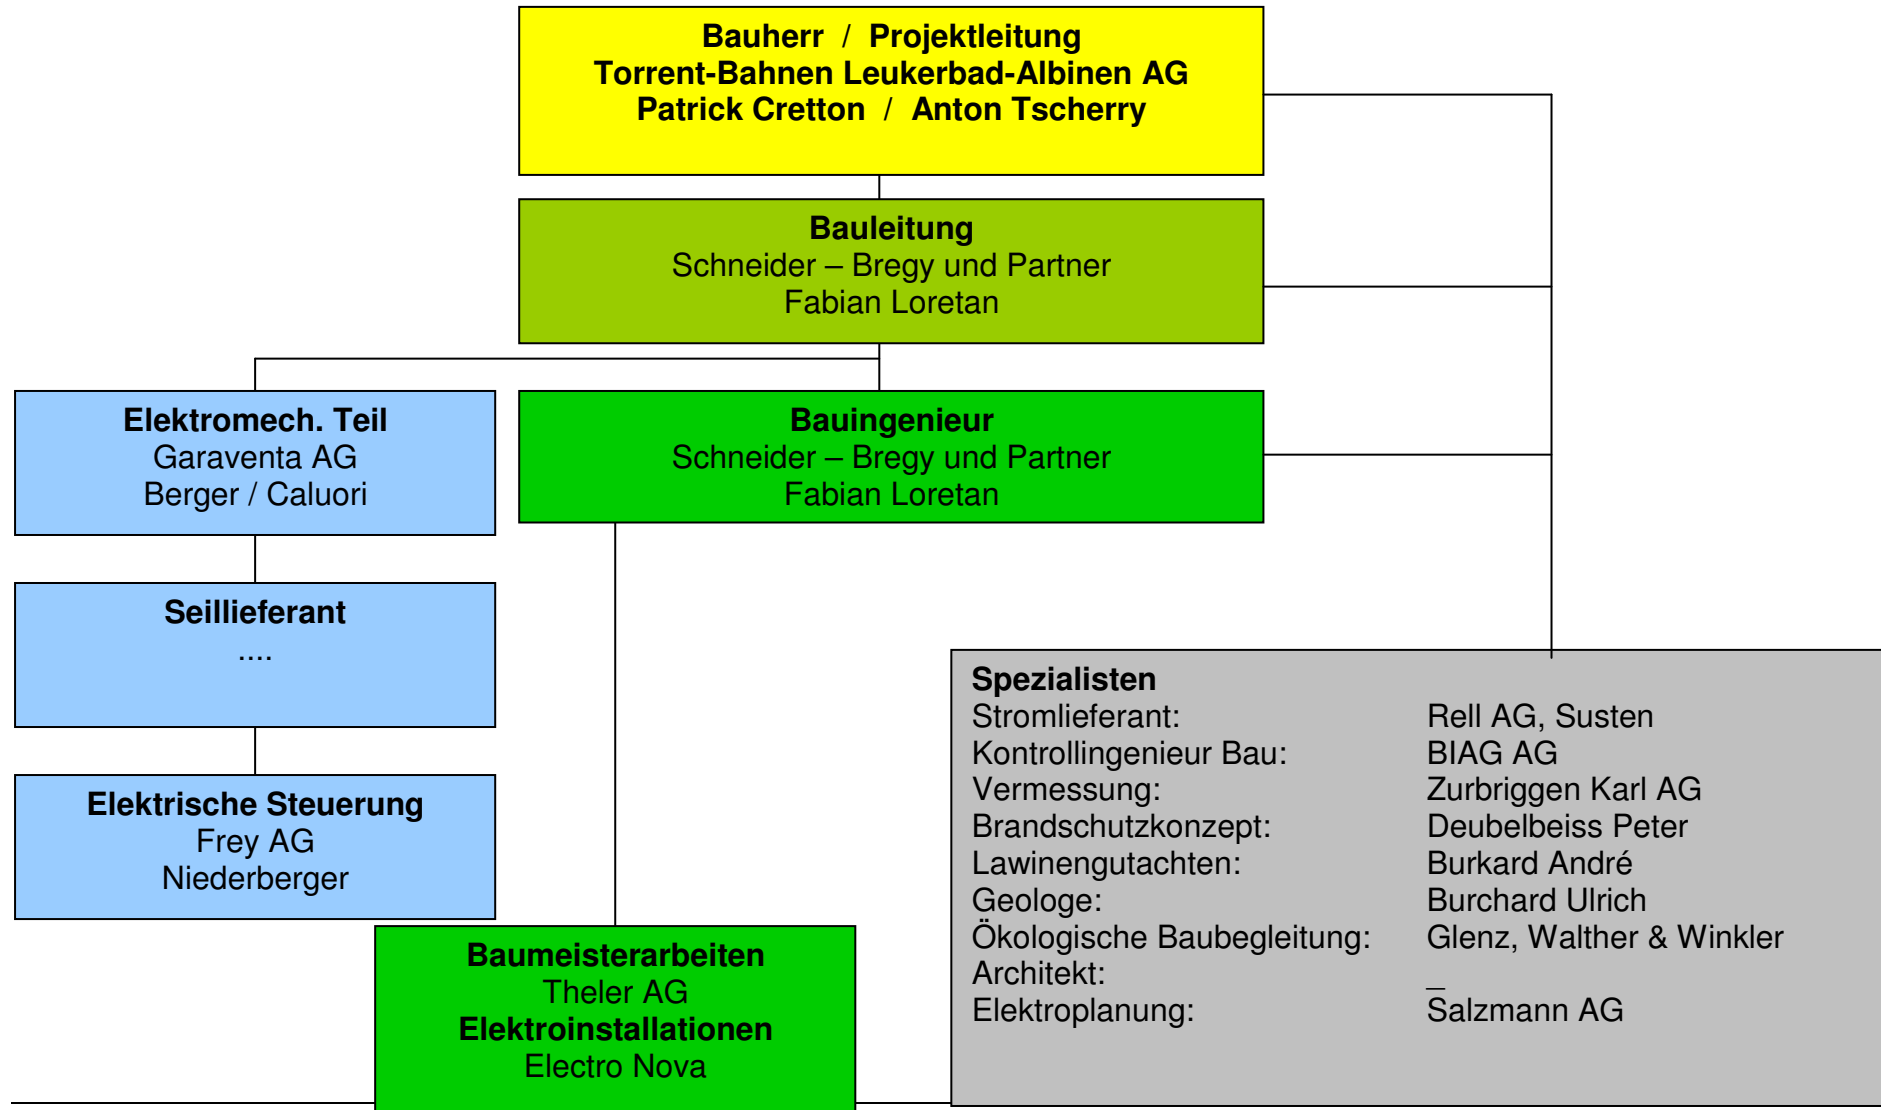 Bauherr / Projektleitung
Torrent-Bahnen Leukerbad-Albinen AG
Patrick Cretton / Anton Tscherry
Bauleitung
Schneider – Bregy und Partner
Fabian Loretan
Elektromech. Teil
Garaventa AG
Berger / Caluori
Bauingenieur
Schneider – Bregy und Partner
Fabian Loretan
Seillieferant
....
Elektrische Steuerung
Frey AG
Niederberger
Baumeisterarbeiten
Theler AG
Elektroinstallationen
Electro Nova
Spezialisten
Stromlieferant: Rell AG, Susten
Kontrollingenieur Bau: BIAG AG
Vermessung: Zurbriggen Karl AG
Brandschutzkonzept: Deubelbeiss Peter
Lawinengutachten: Burkard André
Geologe: Burchard Ulrich
Ökologische Baubegleitung: Glenz, Walther & Winkler
Architekt: _
Elektroplanung: Salzmann AG